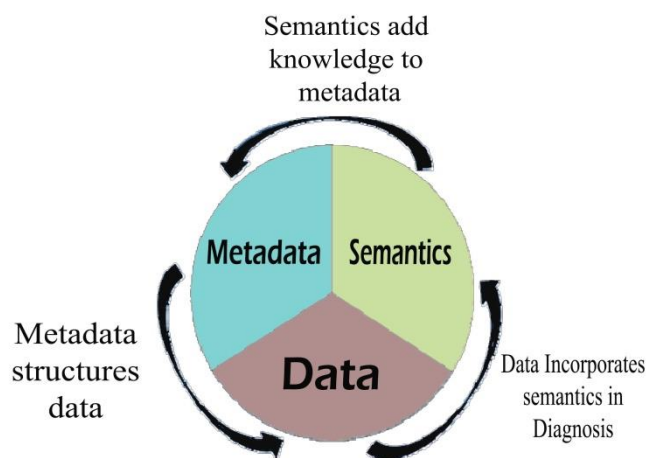 Semantics add
knowledge to
metadata
Metadata
Semantics
Data
Metadata
structures
data
Data Incorporates
semantics in
Diagnosis